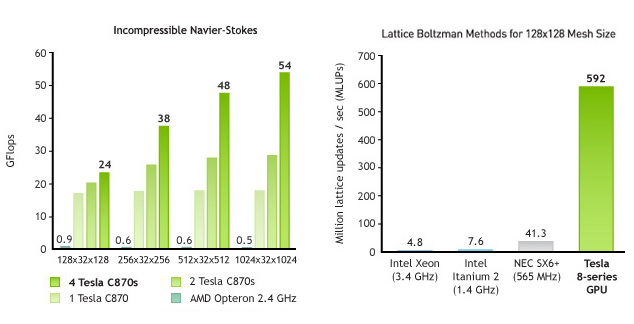 Incompressible Navier-Stokes
GFlops
60
50
40
30
20
10
0
0.9
24
0.6
38
0.6
48
0.5
54
128x32x128 256x32x256 512x32x512 1024x32x1024
4 Tesla C870s
2 Tesla C870s
1 Tesla C870
AMD Opteron 2.4 GHz
Lattice Boltzman Methods for 128x128 Mesh Size
Million lattice updates / sec (MLUPs)
700
600
500
400
300
200
100
0
4.8
7.6
41.3
592
Intel Xeon
(3.4 GHz)
Intel
Itanium 2
(1.4 GHz)
NEC SX6+
(565 MHz)
Tesla
8-series
GPU